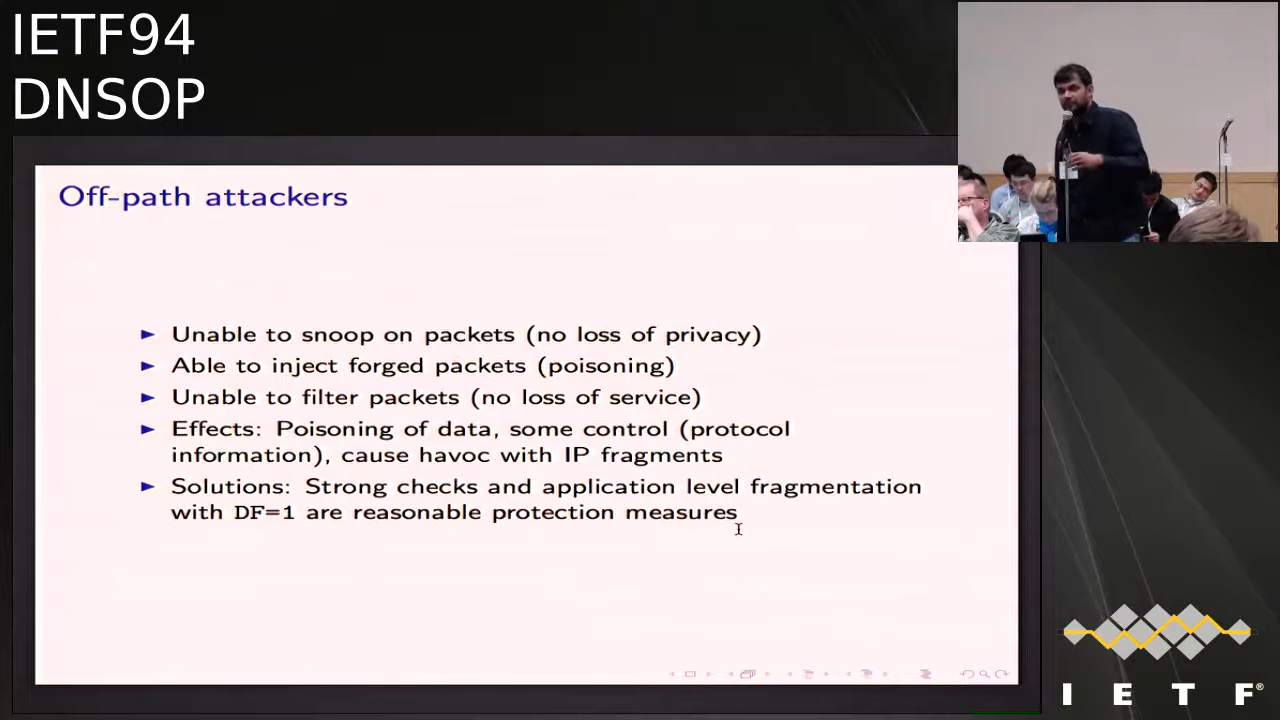 IETF94
DNSOP
Off-path attackers
Unable to snoop on packets (no loss of privacy)
Able to inject forged packets (poisoning)
Unable to filter packets (no loss of service)
Effects: Poisoning of data, some control (protocol
information), cause havoc with IP fragments
Solutions: Strong checks and application level fragmentation
with DF=1 are reasonable protection measures
I E T F®